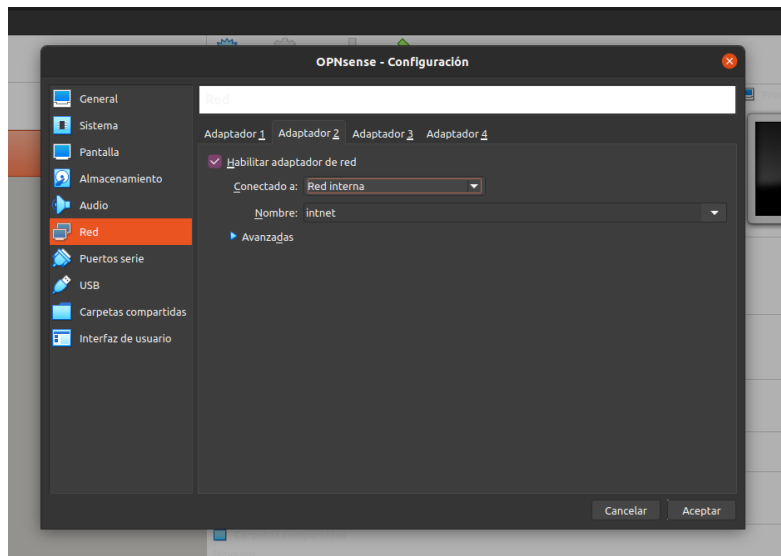 OPNsense - Configuración
General
Sistema
Pantalla
Almacenamiento
Audio
Red
Puertos serie
USB
Carpetas compartidas
Interfaz de usuario
Red
Adaptador 1 Adaptador 2 Adaptador 3 Adaptador 4
Habilitar adaptador de red
Conectado a: Red interna
Nombre: intnet
Avanzadas
Cancelar Aceptar